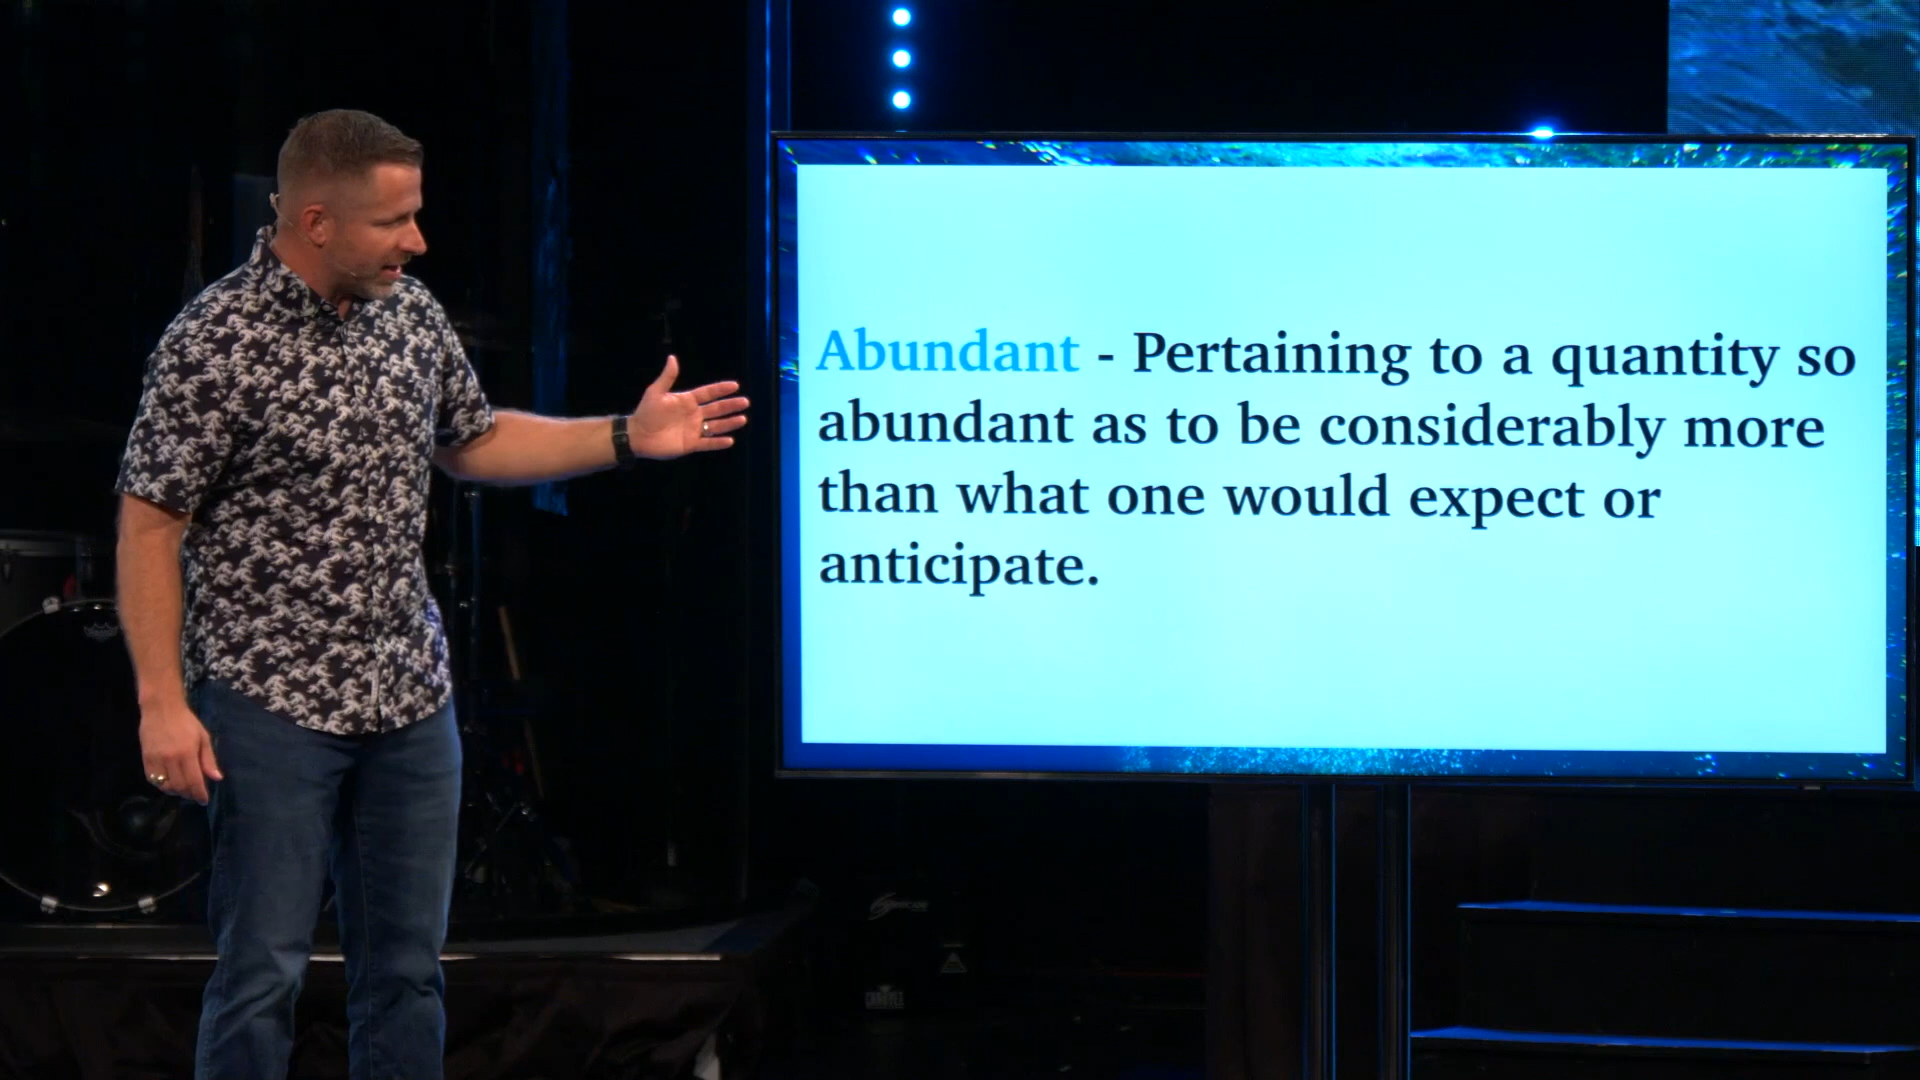 Abundant - Pertaining to a quantity so
abundant as to be considerably more
than what one would expect or
anticipate.